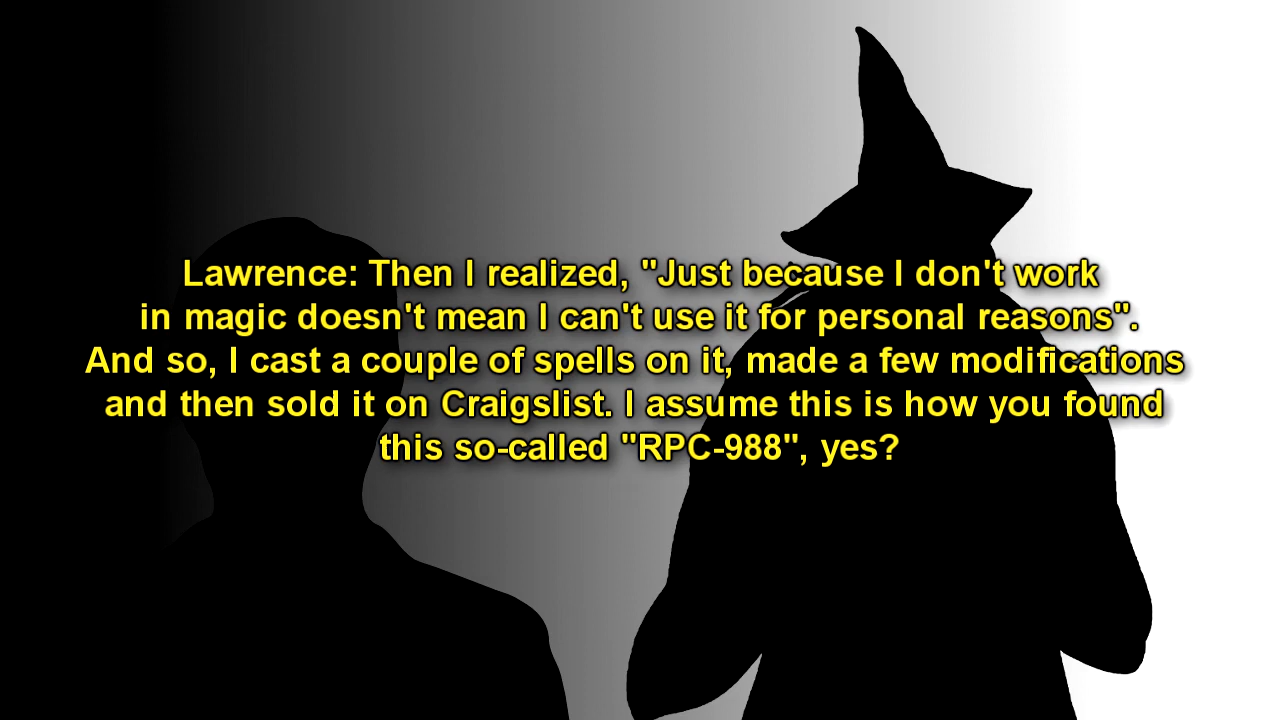 Lawrence: Then I realized, "Just because I don't work
in magic doesn't mean I can't use it for personal reasons".
And so, I cast a couple of spells on it, made a few modifications
and then sold it on Craigslist. I assume this is how you found
this so-called "RPC-988", yes?